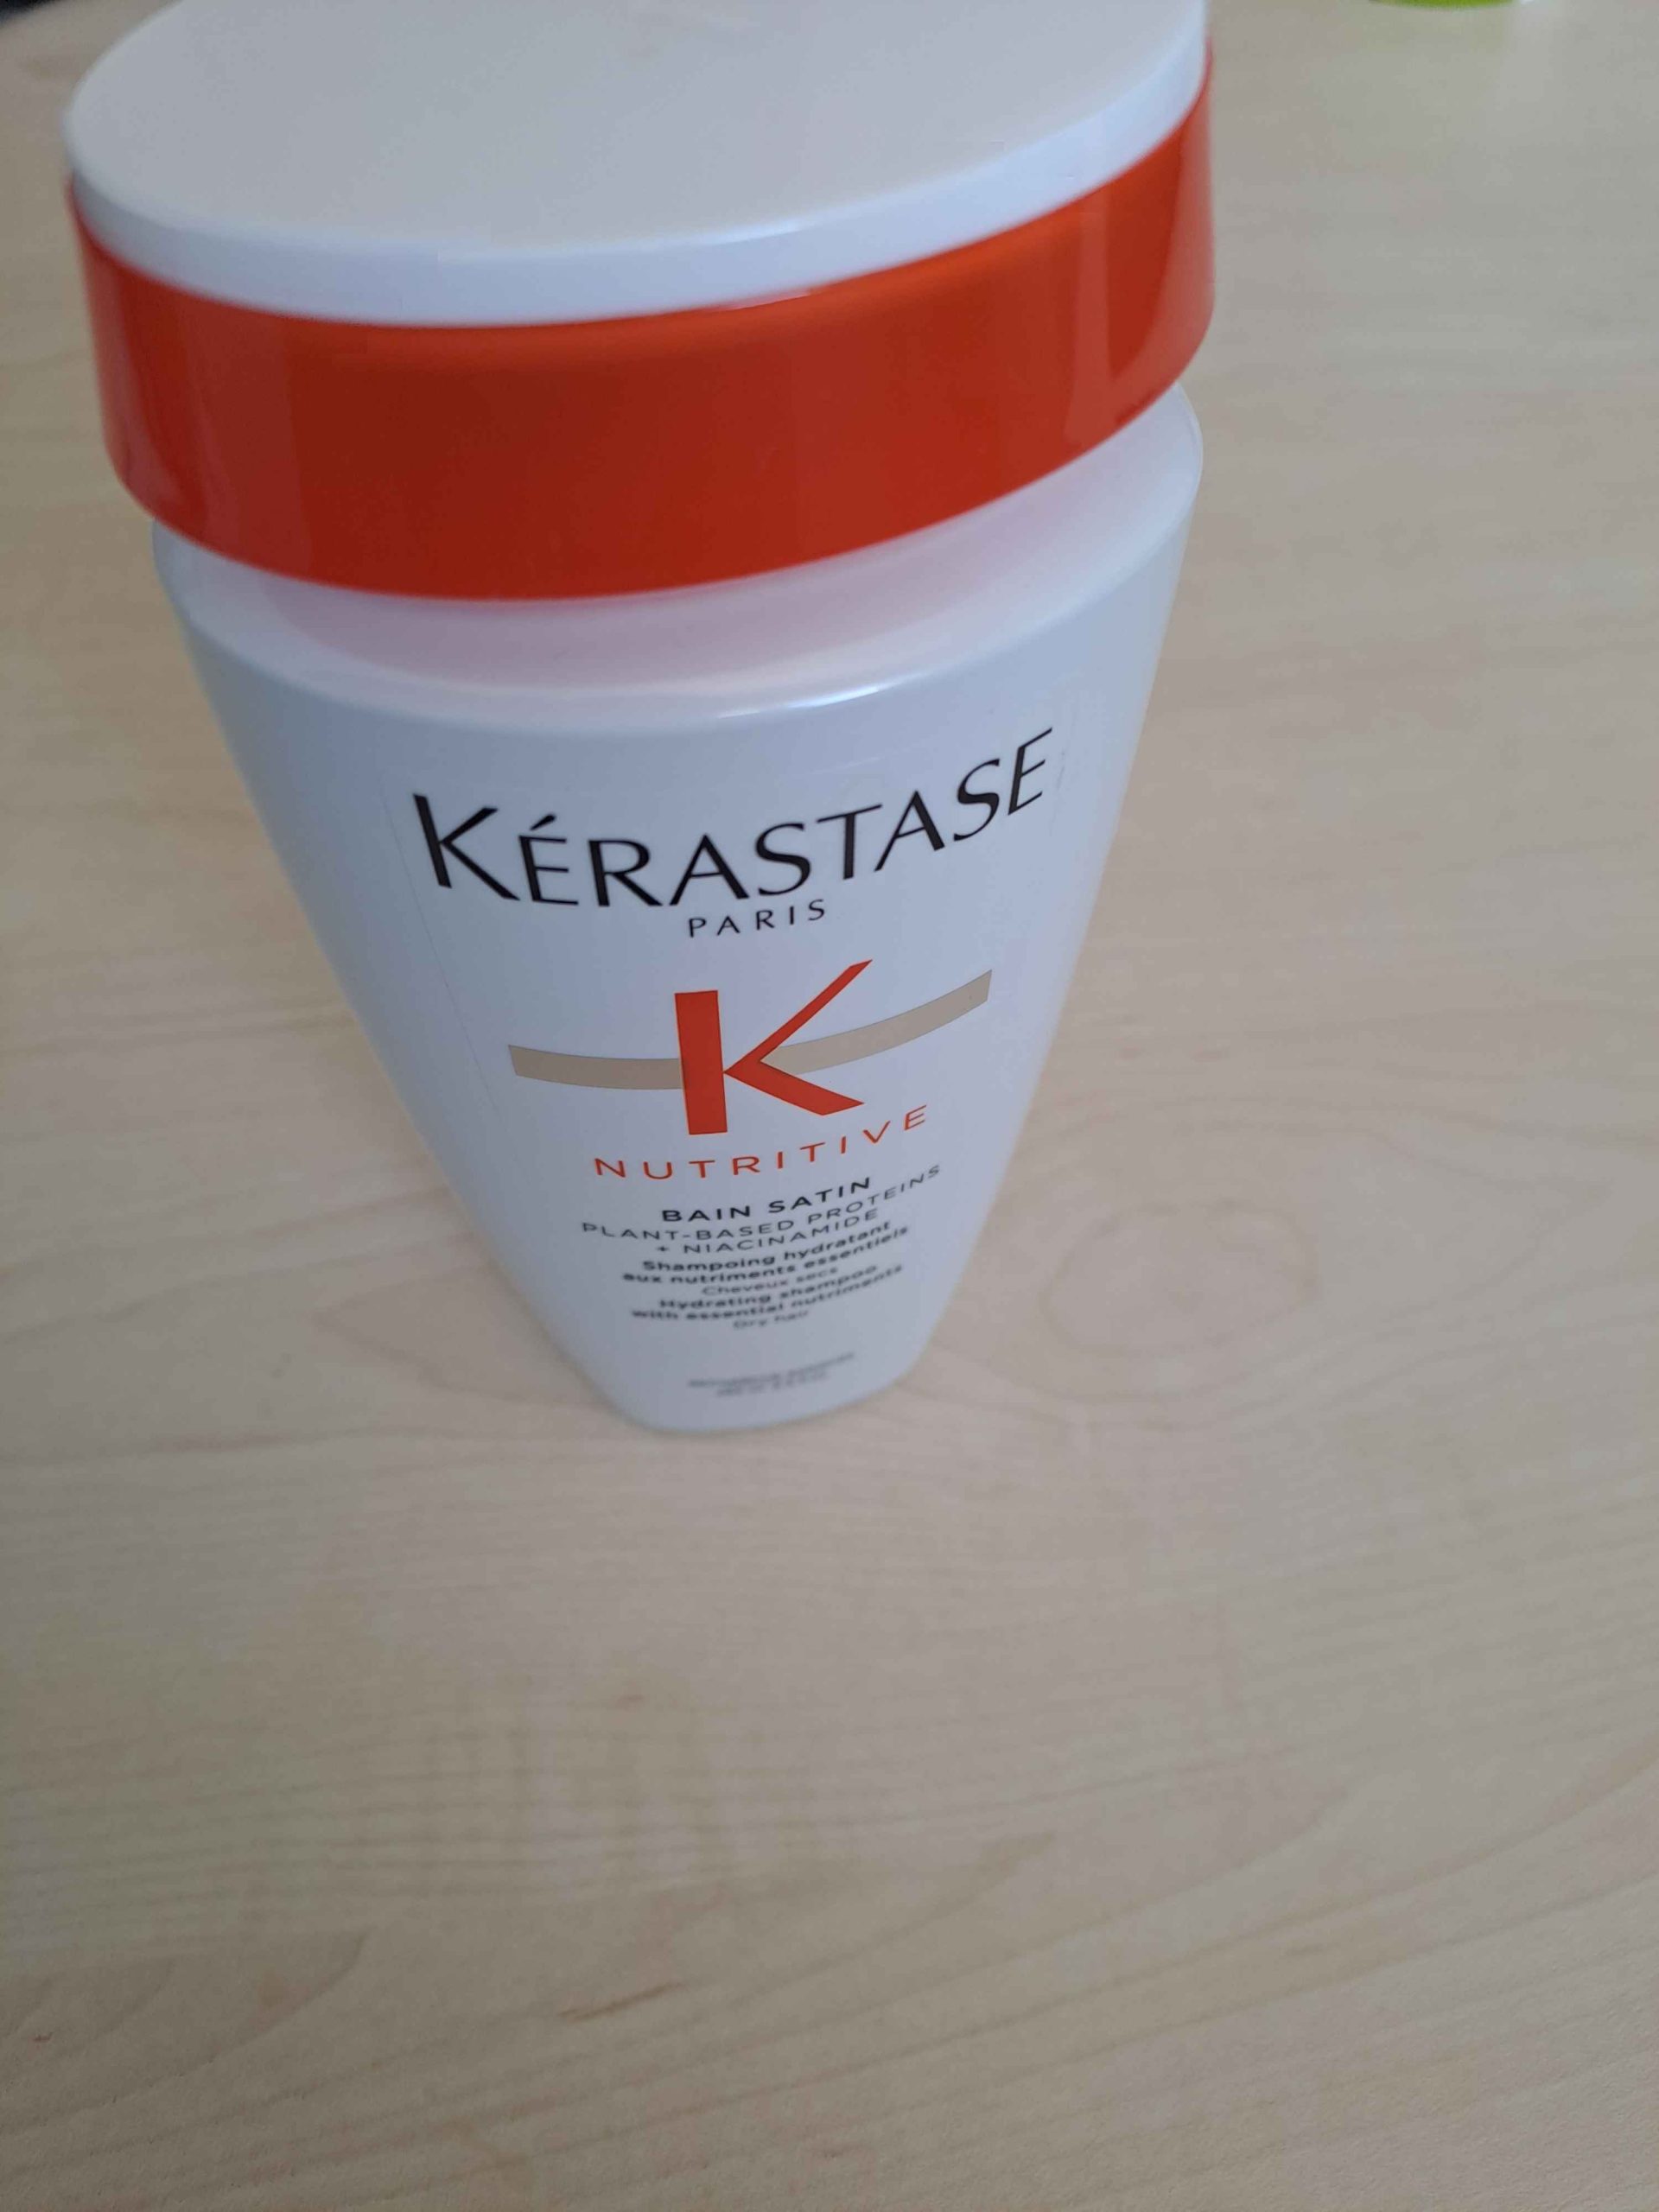 KÉRASTASE
PARIS
K
NUTRITIVE
BAIN SATIN
PLANT-BASED PROTEINS
+ NIACINAMIDE
Shampoing hydratant
aux nutriments essentiels
Cheveux secs
Hydrating shampoo
with essential nutriments
Dry hair